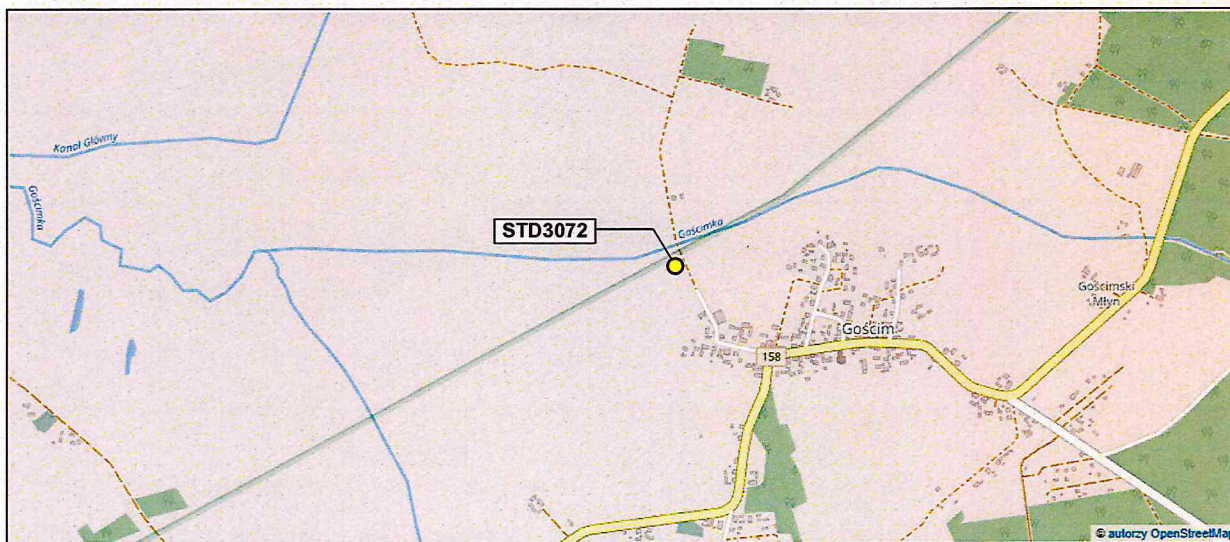 Kanał Główny
Gościmka
STD3072
Gościmka
Gościmski
Młyn
Gościm
158
© autorzy OpenStreetMap